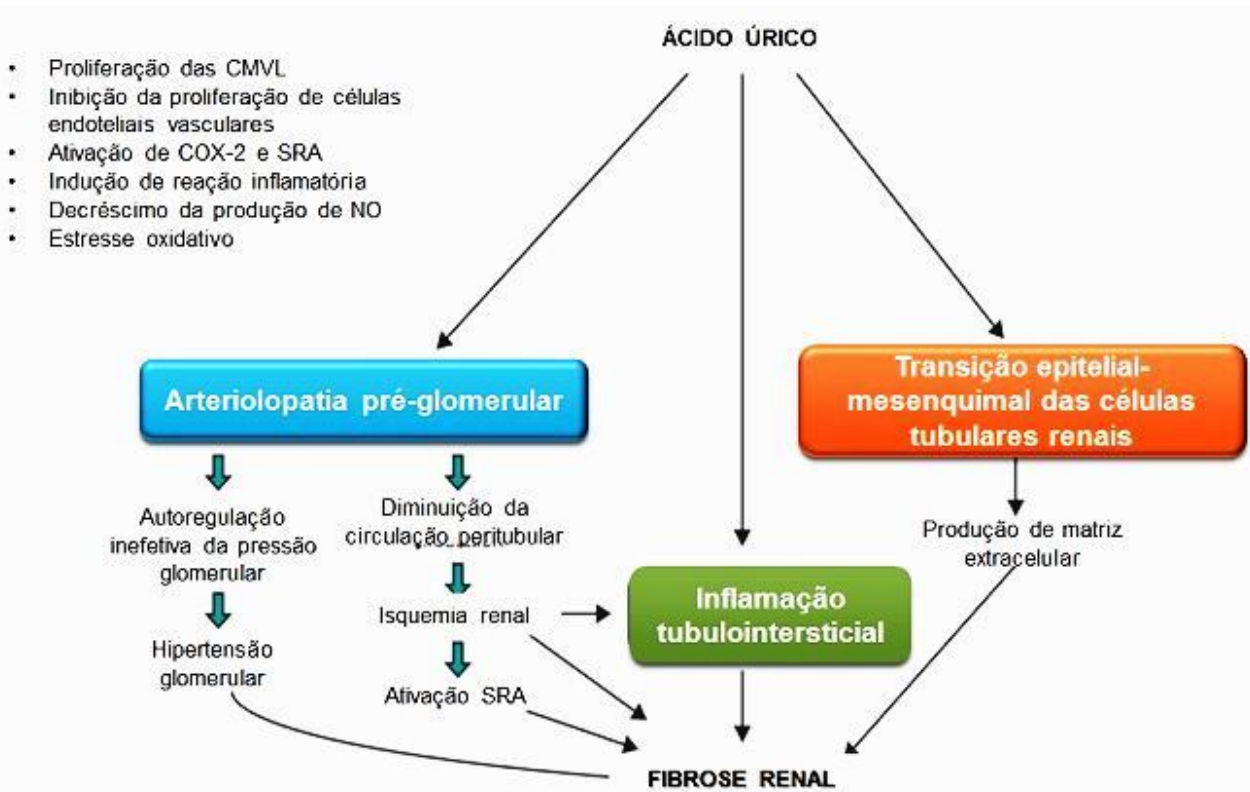 ÁCIDO ÚRICO
• Proliferação das CMVL
• Inibição da proliferação de células
endoteliais vasculares
• Ativação de COX-2 e SRA
• Indução de reação inflamatória
• Decréscimo da produção de NO
• Estresse oxidativo
Arteriolopatia pré-glomerular
Transição epitelial-
mesenquimal das células
tubulares renais
Autoregulação
inefetiva da pressão
glomerular
Hipertensão
glomerular
Diminuição da
circulação peritubular
Isquemia renal
Ativação SRA
Inflamação
tubulointersticial
Produção de matriz
extracelular
FIBROSE RENAL